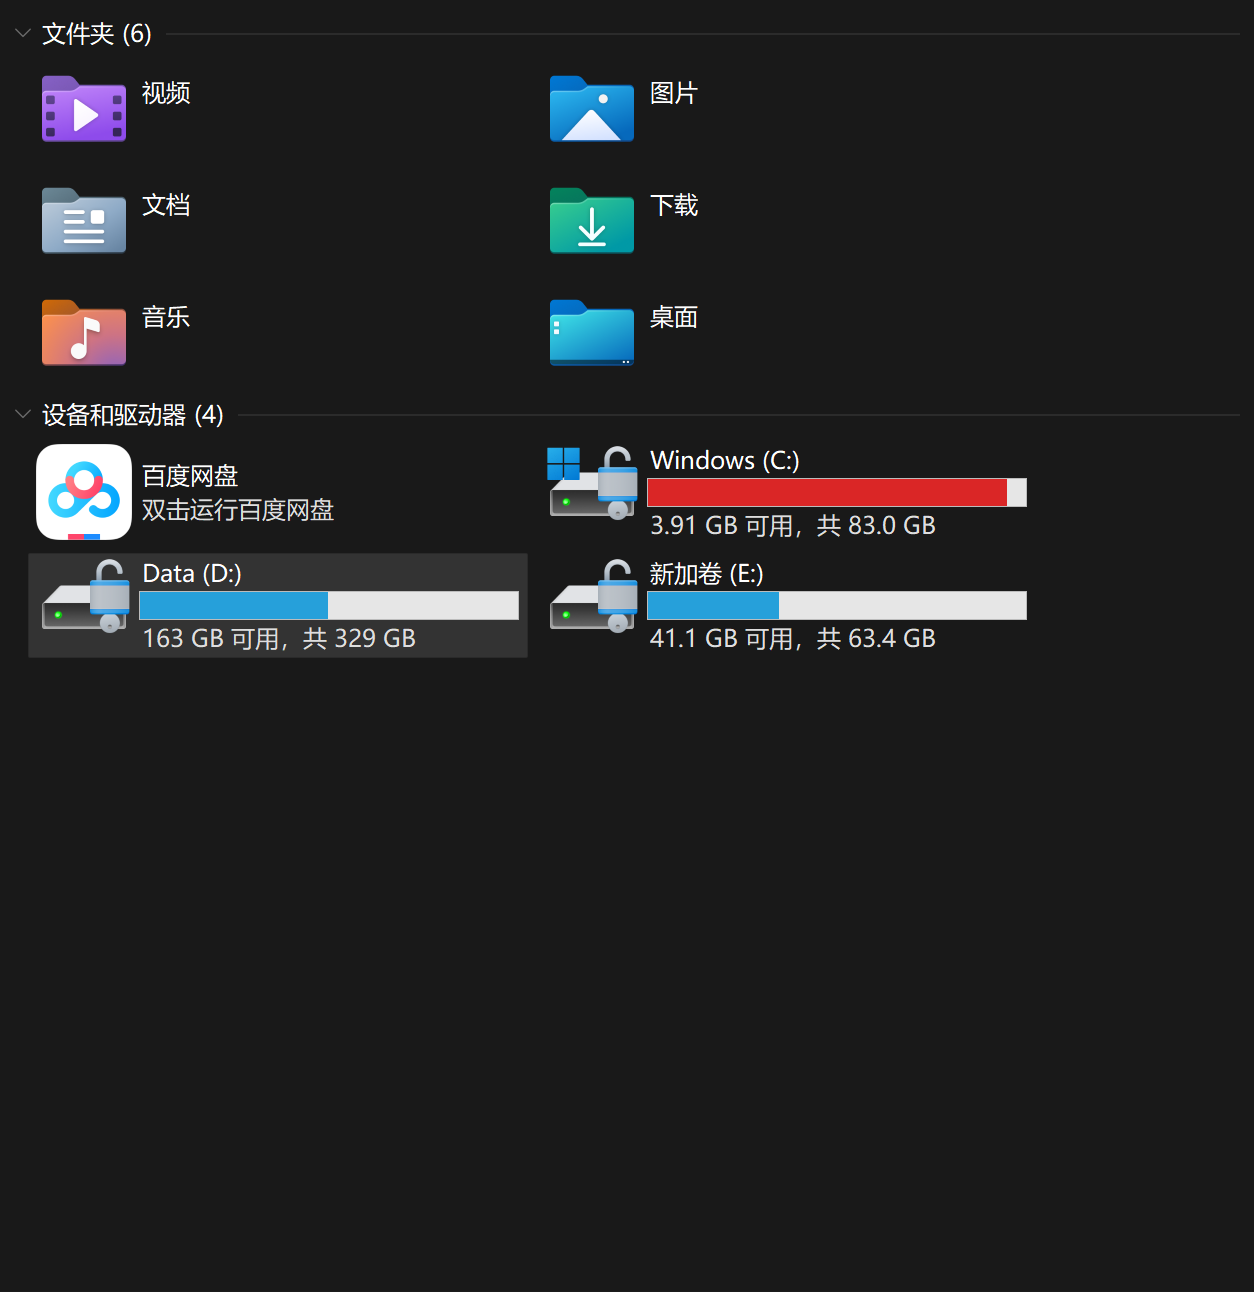 文件夹 (6)
视频
图片
文档
下载
音乐
桌面
设备和驱动器 (4)
百度网盘
双击运行百度网盘
Windows (C:)
3.91 GB 可用，共 83.0 GB
Data (D:)
163 GB 可用，共 329 GB
新加卷 (E:)
41.1 GB 可用，共 63.4 GB